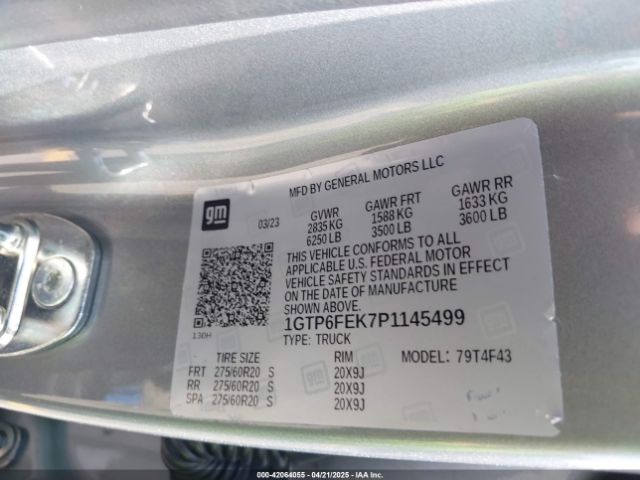 MFD BY GENERAL MOTORS LLC
gm
03/23
GVWR GAWR FRT GAWR RR
2835 KG 1588 KG 1633 KG
6250 LB 3500 LB 3600 LB
THIS VEHICLE CONFORMS TO ALL
APPLICABLE U.S. FEDERAL MOTOR
VEHICLE SAFETY STANDARDS IN EFFECT
ON THE DATE OF MANUFACTURE
SHOWN ABOVE.
1GTP6FEK7P1145499
TYPE: TRUCK
130H
TIRE SIZE RIM MODEL: 79T4F43
FRT 275/60R20 S 20X9J
RR 275/60R20 S 20X9J
SPA 275/60R20 S 20X9J
000-42064055 - 04/21/2025 - IAAI.com